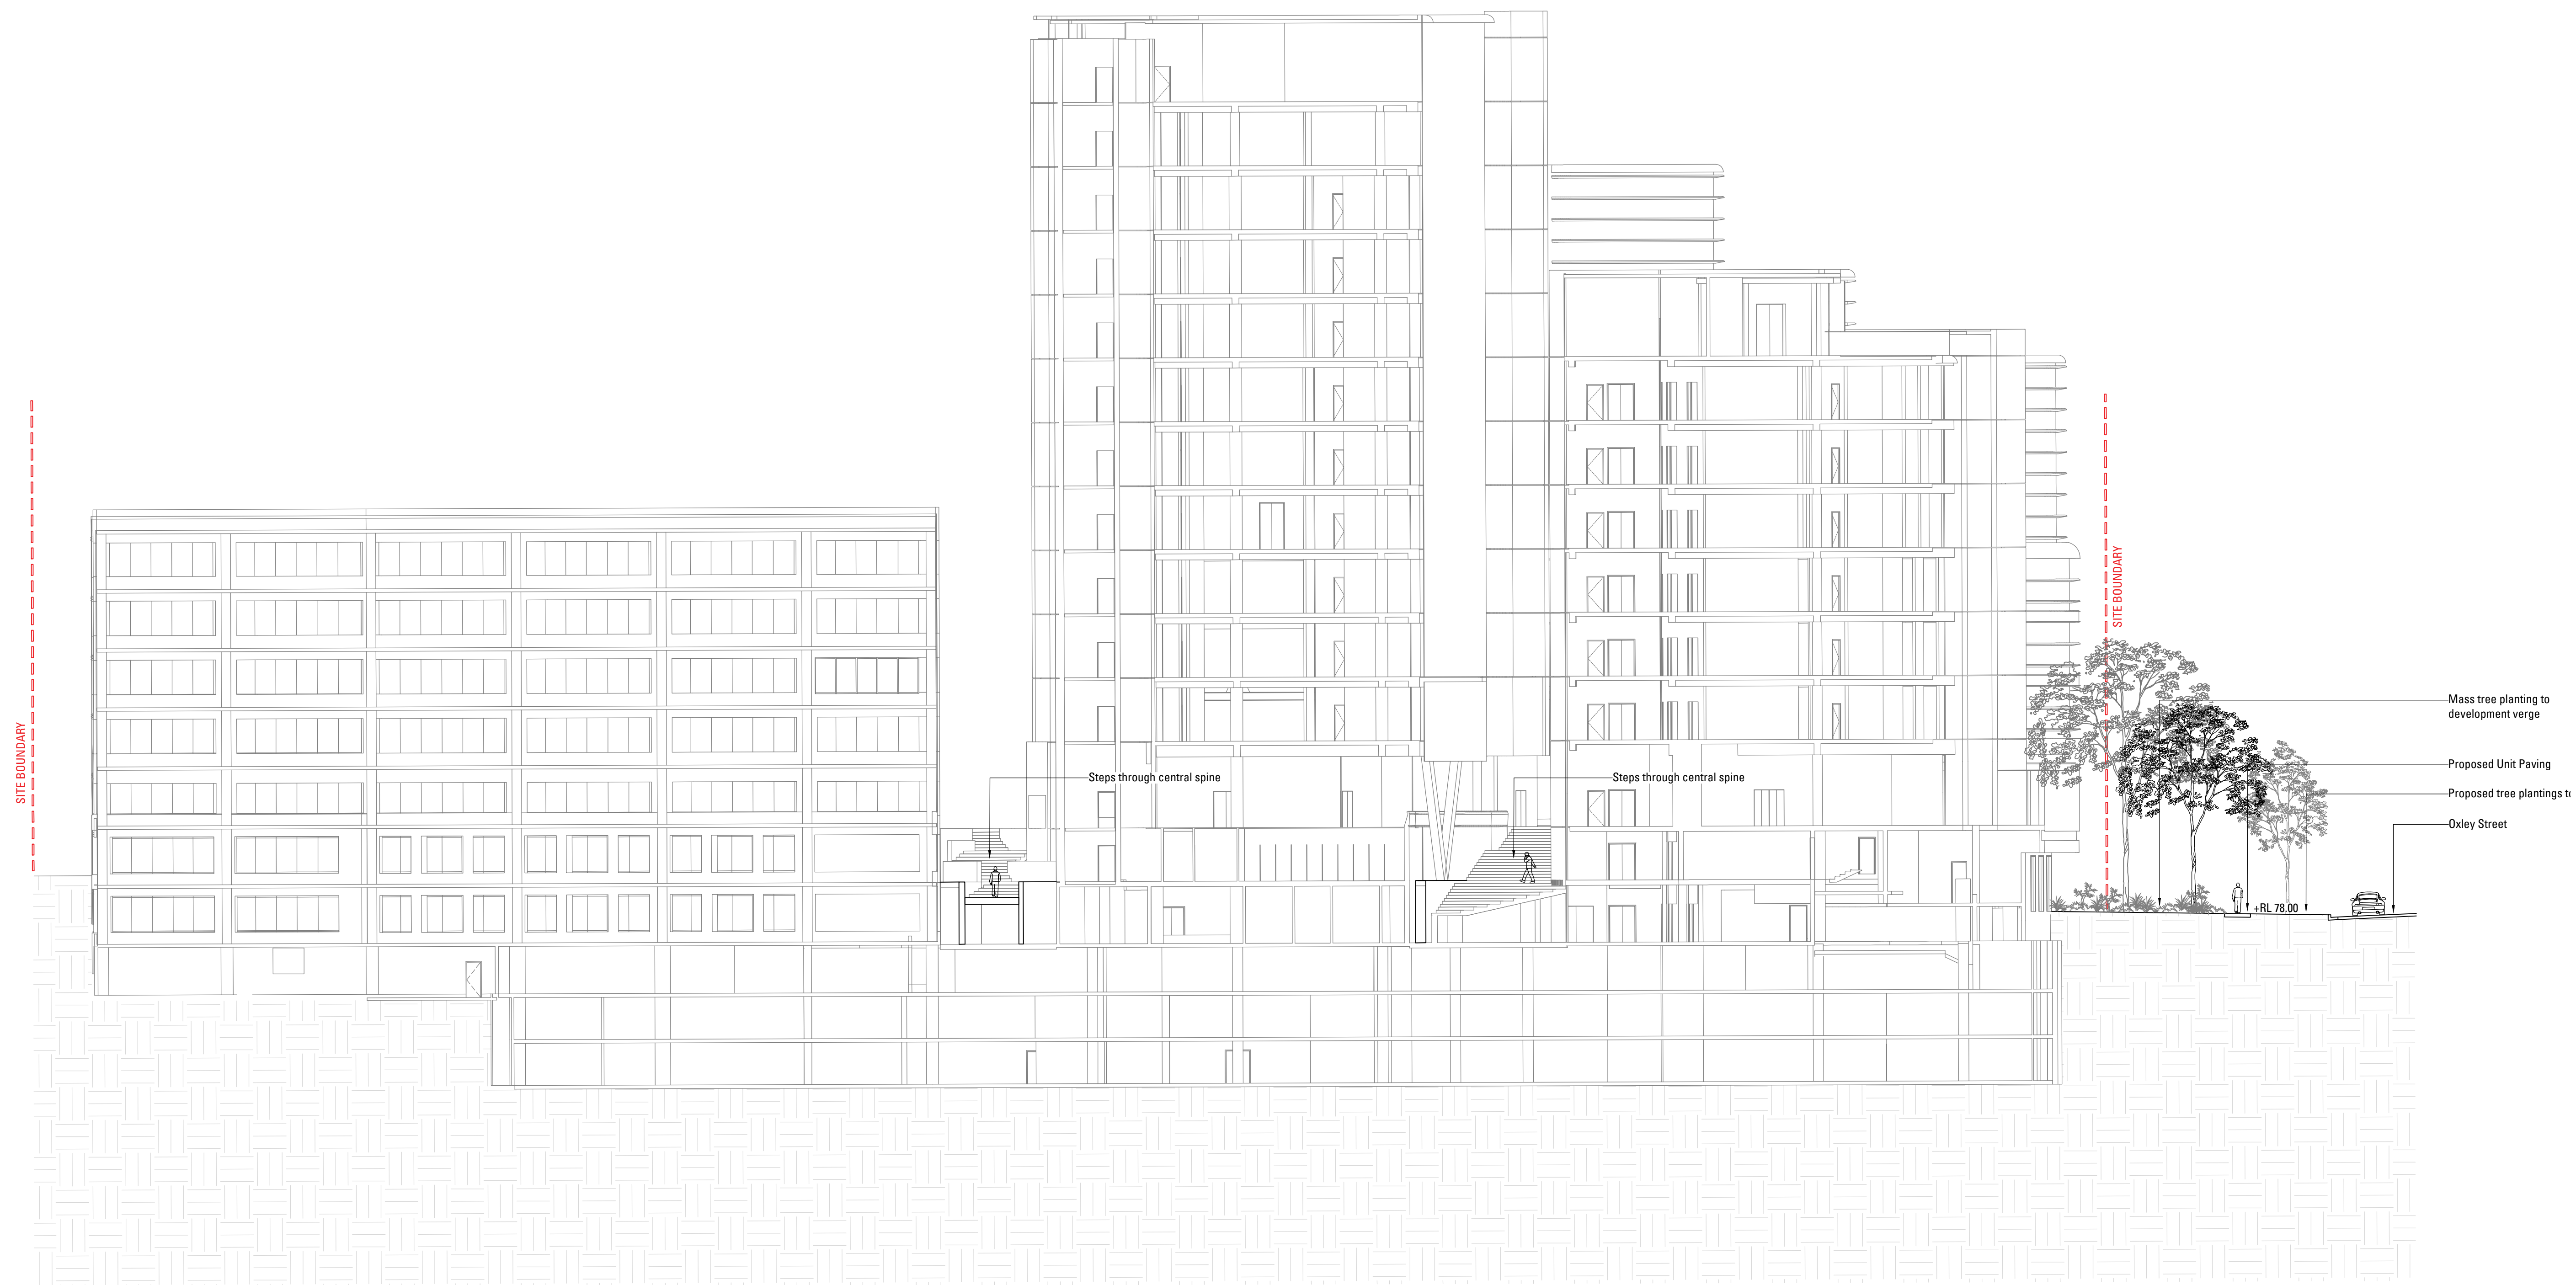 SITE BOUNDARY
Steps through central spine
Steps through central spine
SITE BOUNDARY
Mass tree planting to
development verge
Proposed Unit Paving
Proposed tree plantings to
Oxley Street
+RL 78.00